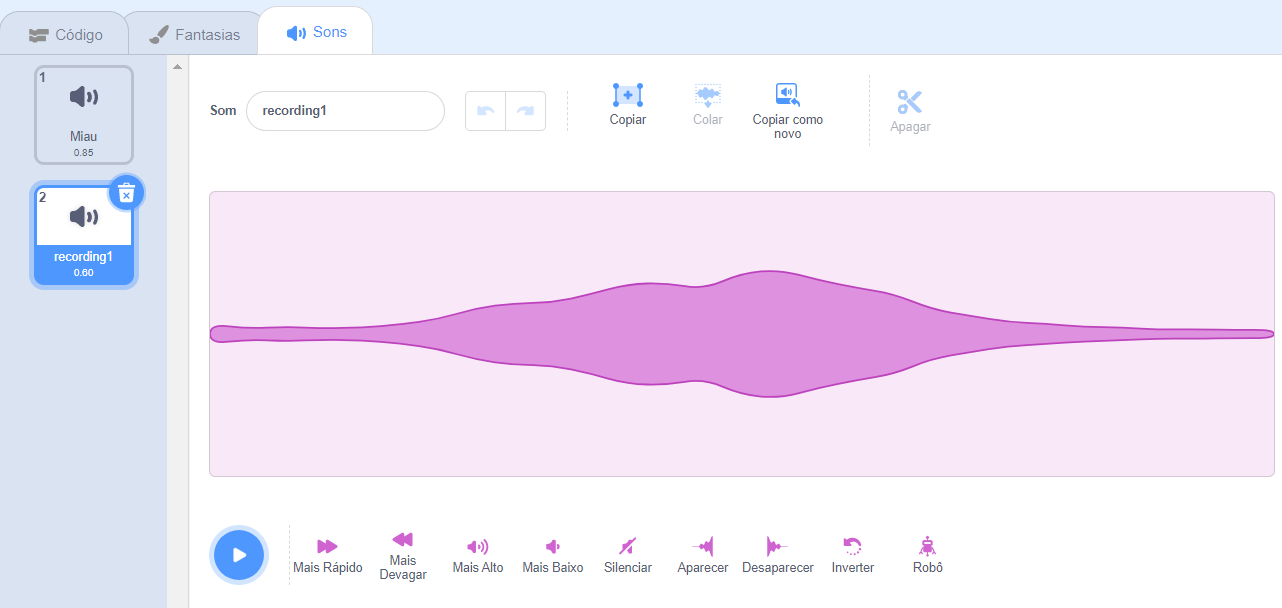 Código
Fantasias
Sons
1
Miau
0.85
2
recording1
0.60
Som
recording1
Copiar
Colar
Copiar como
novo
Apagar
Mais Rápido
Mais
Devagar
Mais Alto
Mais Baixo
Silenciar
Aparecer
Desaparecer
Inverter
Robô